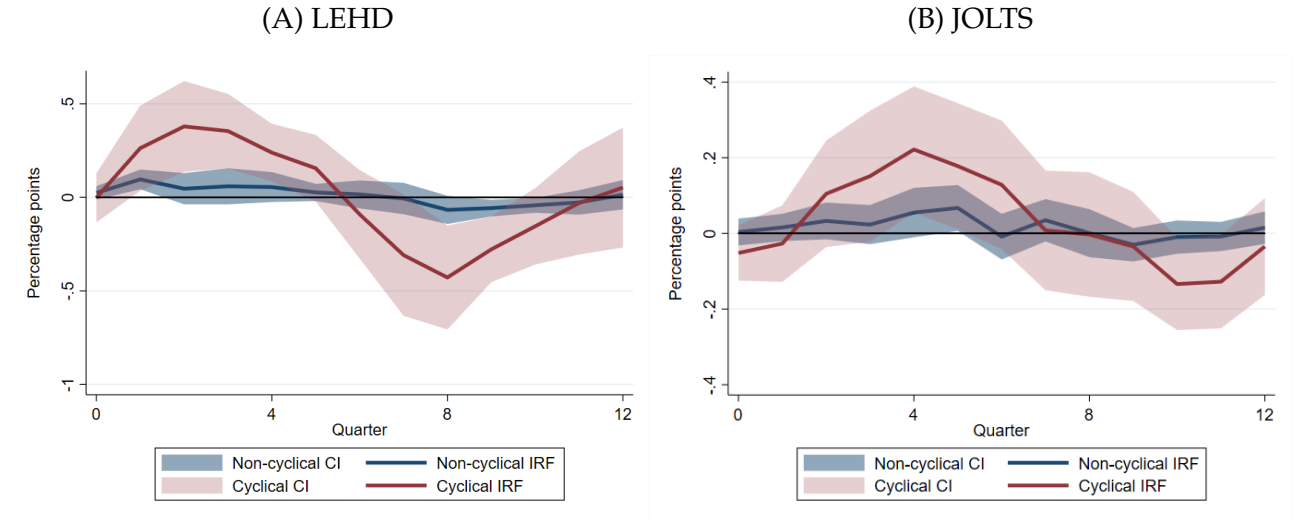 (A) LEHD
Percentage points
.5
0
-.5
-1
0 4 8 12
Quarter
Non-cyclical CI Non-cyclical IRF
Cyclical CI Cyclical IRF
(B) JOLTS
Percentage points
.4
.2
0
-.2
-.4
0 4 8 12
Quarter
Non-cyclical CI Non-cyclical IRF
Cyclical CI Cyclical IRF